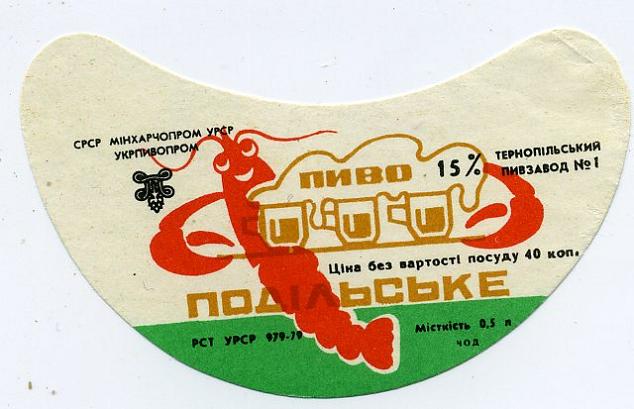 СРСР МІНХАРЧОПРОМ УРСР
УКРПИВОПРОМ
ПИВО
15%
ТЕРНОПІЛЬСЬКИЙ
ПИВЗАВОД №1
Ціна без вартості посуду 40 коп.
ПОДІЛЬСЬКЕ
РСТ УРСР 979-79
Місткість 0,5 л
чод